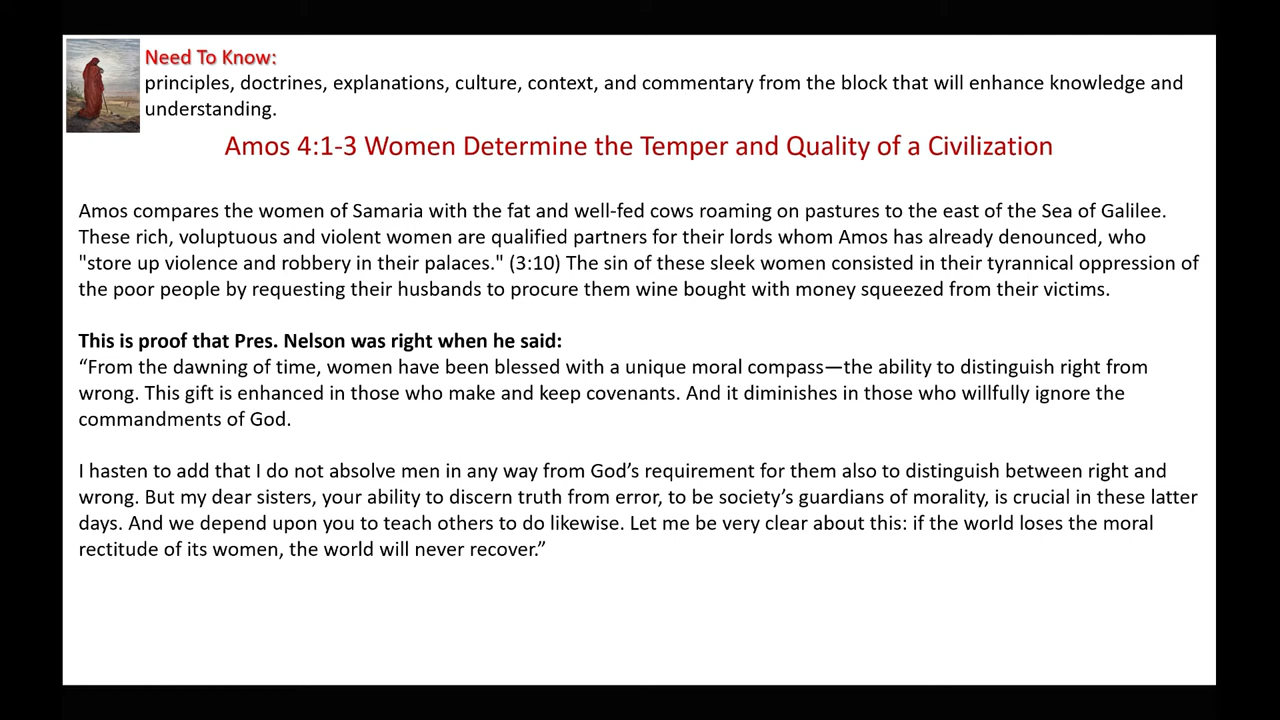 Need To Know:
principles, doctrines, explanations, culture, context, and commentary from the block that will enhance knowledge and
understanding.
Amos 4:1-3 Women Determine the Temper and Quality of a Civilization
Amos compares the women of Samaria with the fat and well-fed cows roaming on pastures to the east of the Sea of Galilee.
These rich, voluptuous and violent women are qualified partners for their lords whom Amos has already denounced, who
"store up violence and robbery in their palaces." (3:10) The sin of these sleek women consisted in their tyrannical oppression of
the poor people by requesting their husbands to procure them wine bought with money squeezed from their victims.
This is proof that Pres. Nelson was right when he said:
“From the dawning of time, women have been blessed with a unique moral compass—the ability to distinguish right from
wrong. This gift is enhanced in those who make and keep covenants. And it diminishes in those who willfully ignore the
commandments of God.
I hasten to add that I do not absolve men in any way from God’s requirement for them also to distinguish between right and
wrong. But my dear sisters, your ability to discern truth from error, to be society’s guardians of morality, is crucial in these latter
days. And we depend upon you to teach others to do likewise. Let me be very clear about this: if the world loses the moral
rectitude of its women, the world will never recover.”